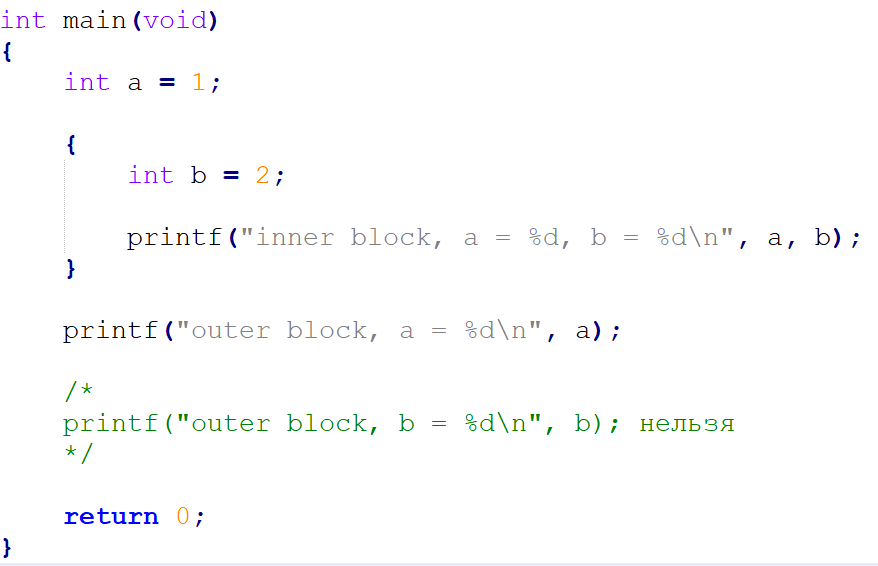 int main(void)
{
    int a = 1;

    {
        int b = 2;

        printf("inner block, a = %d, b = %d\n", a, b);
    }

    printf("outer block, a = %d\n", a);

    /*
    printf("outer block, b = %d\n", b); нельзя
    */

    return 0;
}